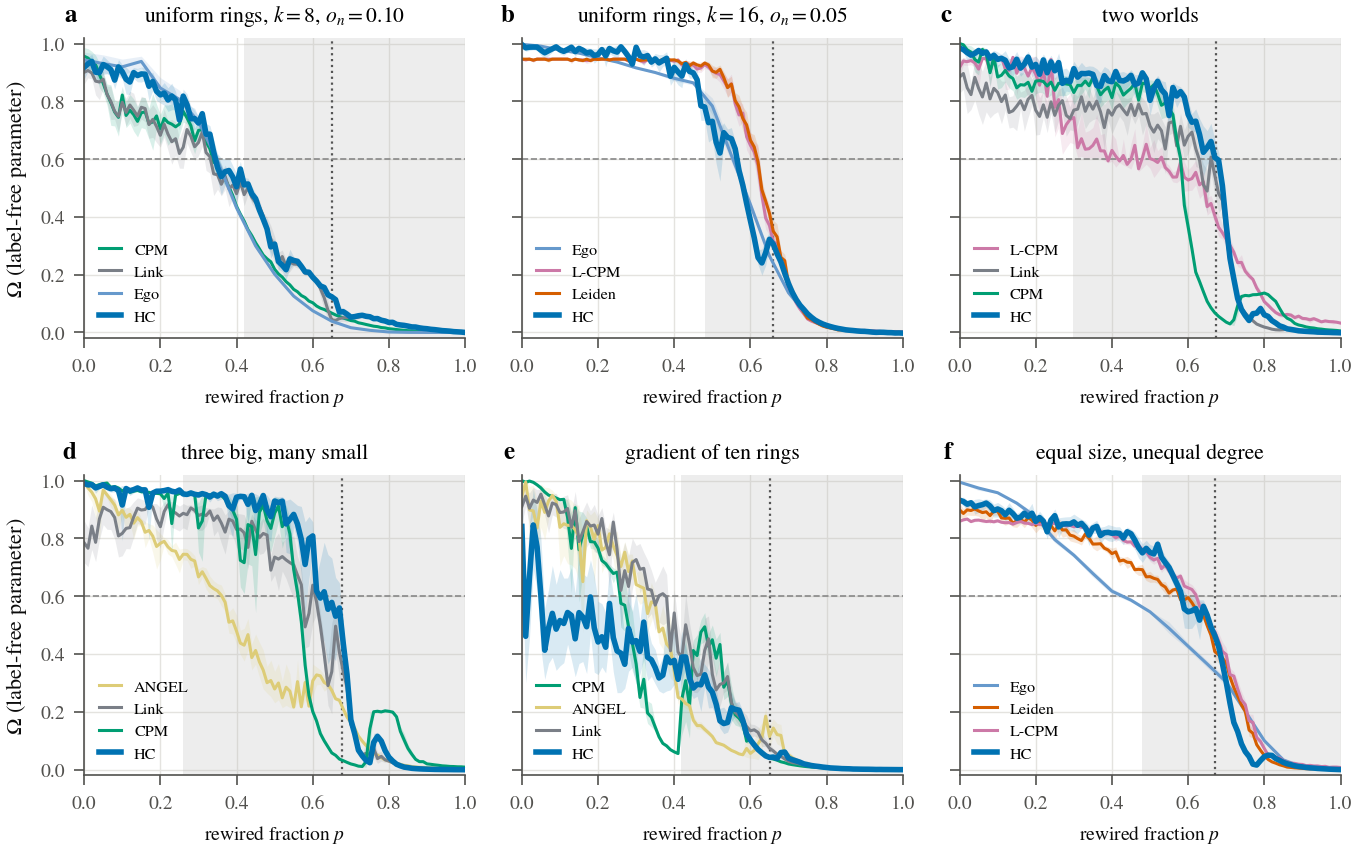 a uniform rings, k = 8, oₙ = 0.10
Ω (label-free parameter)
1.0
0.8
0.6
0.4
0.2
0.0
CPM
Link
Ego
HC
0.0 0.2 0.4 0.6 0.8 1.0
rewired fraction p
b uniform rings, k = 16, oₙ = 0.05
Ego
L-CPM
Leiden
HC
0.0 0.2 0.4 0.6 0.8 1.0
rewired fraction p
c two worlds
L-CPM
Link
CPM
HC
0.0 0.2 0.4 0.6 0.8 1.0
rewired fraction p
d three big, many small
Ω (label-free parameter)
1.0
0.8
0.6
0.4
0.2
0.0
ANGEL
Link
CPM
HC
0.0 0.2 0.4 0.6 0.8 1.0
rewired fraction p
e gradient of ten rings
CPM
ANGEL
Link
HC
0.0 0.2 0.4 0.6 0.8 1.0
rewired fraction p
f equal size, unequal degree
Ego
Leiden
L-CPM
HC
0.0 0.2 0.4 0.6 0.8 1.0
rewired fraction p